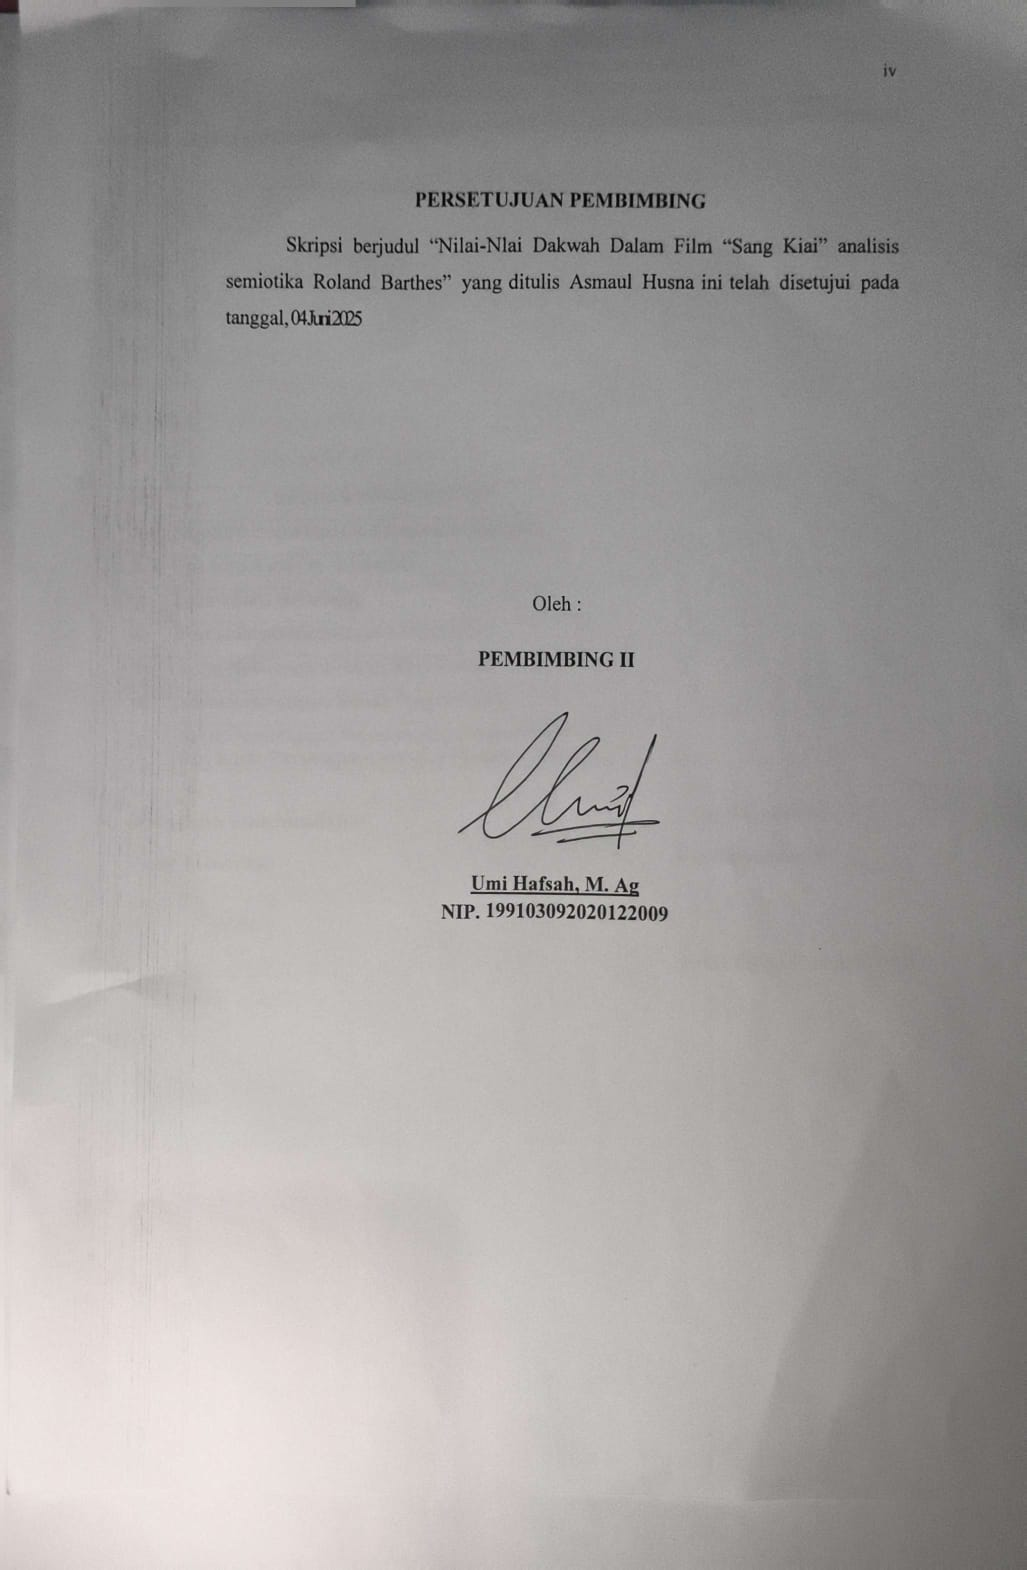 iv
PERSETUJUAN PEMBIMBING
Skripsi berjudul “Nilai-Nlai Dakwah Dalam Film “Sang Kiai” analisis
semiotika Roland Barthes” yang ditulis Asmaul Husna ini telah disetujui pada
tanggal, 04 Juni 2025
Oleh :
PEMBIMBING II
Umi Hafsah, M. Ag
NIP. 199103092020122009